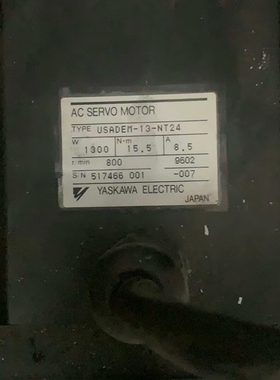 AC SERVO MOTOR
TYPE USADEM-13-NT24
W N·m A
1300 15.5 8.5
r/min 800 9602
S/N 517466 001 -007
YASKAWA ELECTRIC
JAPAN